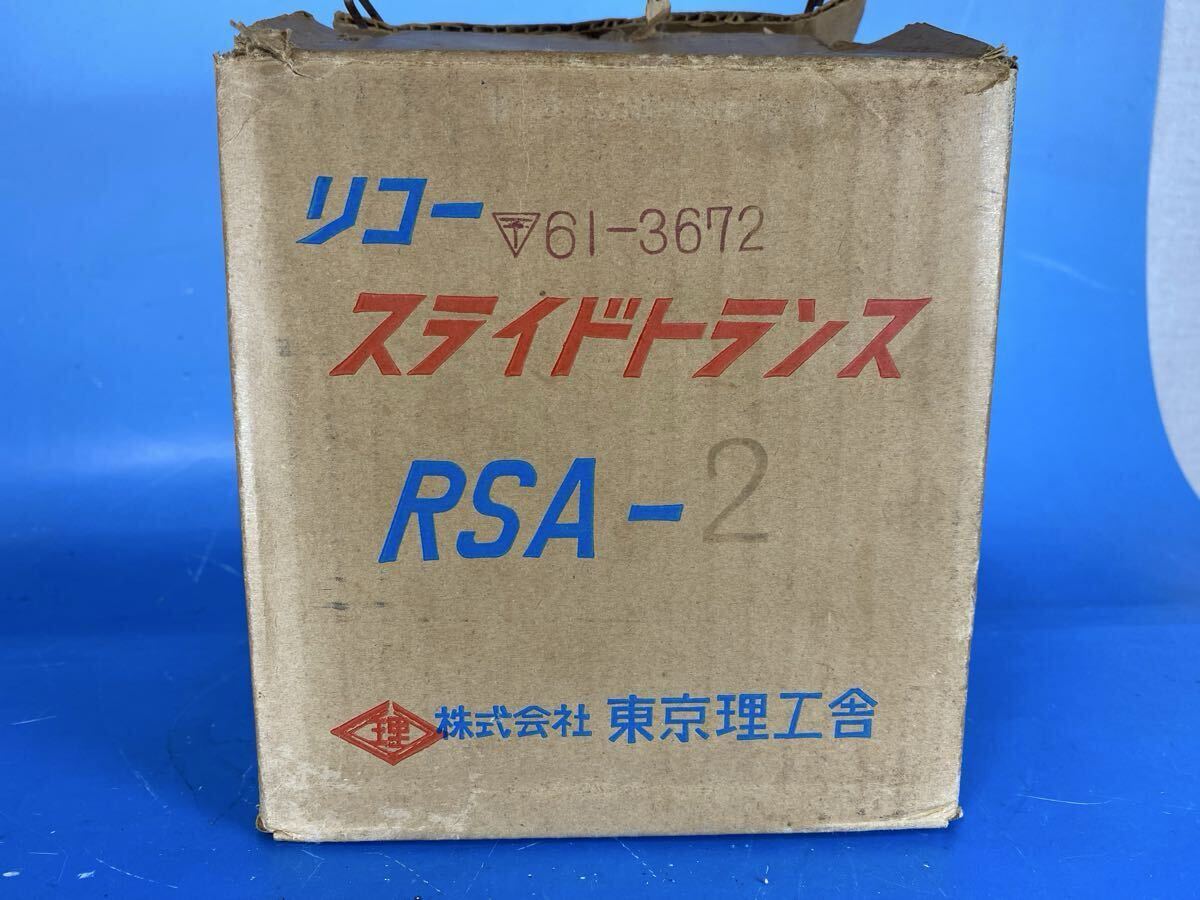 リコー 〒61-3672
スライドトランス
RSA-2
理 株式会社 東京理工舎